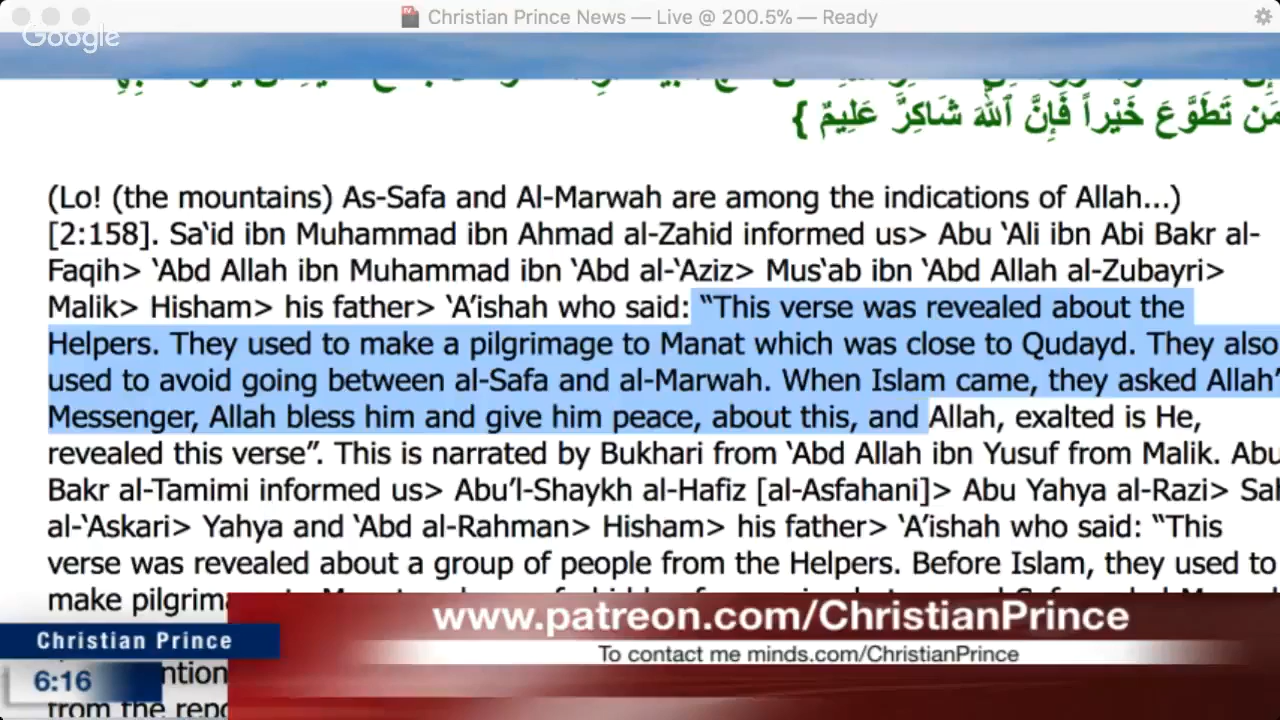 Christian Prince News — Live @ 200.5% — Ready
Google
مَن تَطَوَّعَ خَيْراً فَإِنَّ ٱللَّهَ شَاكِرٌ عَلِيمٌ }
(Lo! (the mountains) As-Safa and Al-Marwah are among the indications of Allah...)
[2:158]. Sa‘id ibn Muhammad ibn Ahmad al-Zahid informed us> Abu ‘Ali ibn Abi Bakr al-
Faqih> ‘Abd Allah ibn Muhammad ibn ‘Abd al-‘Aziz> Mus‘ab ibn ‘Abd Allah al-Zubayri>
Malik> Hisham> his father> ‘A’ishah who said: “This verse was revealed about the
Helpers. They used to make a pilgrimage to Manat which was close to Qudayd. They also
used to avoid going between al-Safa and al-Marwah. When Islam came, they asked Allah’
Messenger, Allah bless him and give him peace, about this, and Allah, exalted is He,
revealed this verse”. This is narrated by Bukhari from ‘Abd Allah ibn Yusuf from Malik. Abu
Bakr al-Tamimi informed us> Abu’l-Shaykh al-Hafiz [al-Asfahani]> Abu Yahya al-Razi> Sah
al-‘Askari> Yahya and ‘Abd al-Rahman> Hisham> his father> ‘A’ishah who said: “This
verse was revealed about a group of people from the Helpers. Before Islam, they used to
make
www.patreon.com/ChristianPrince
Christian Prince
To contact me minds.com/ChristianPrince
6:16
from the